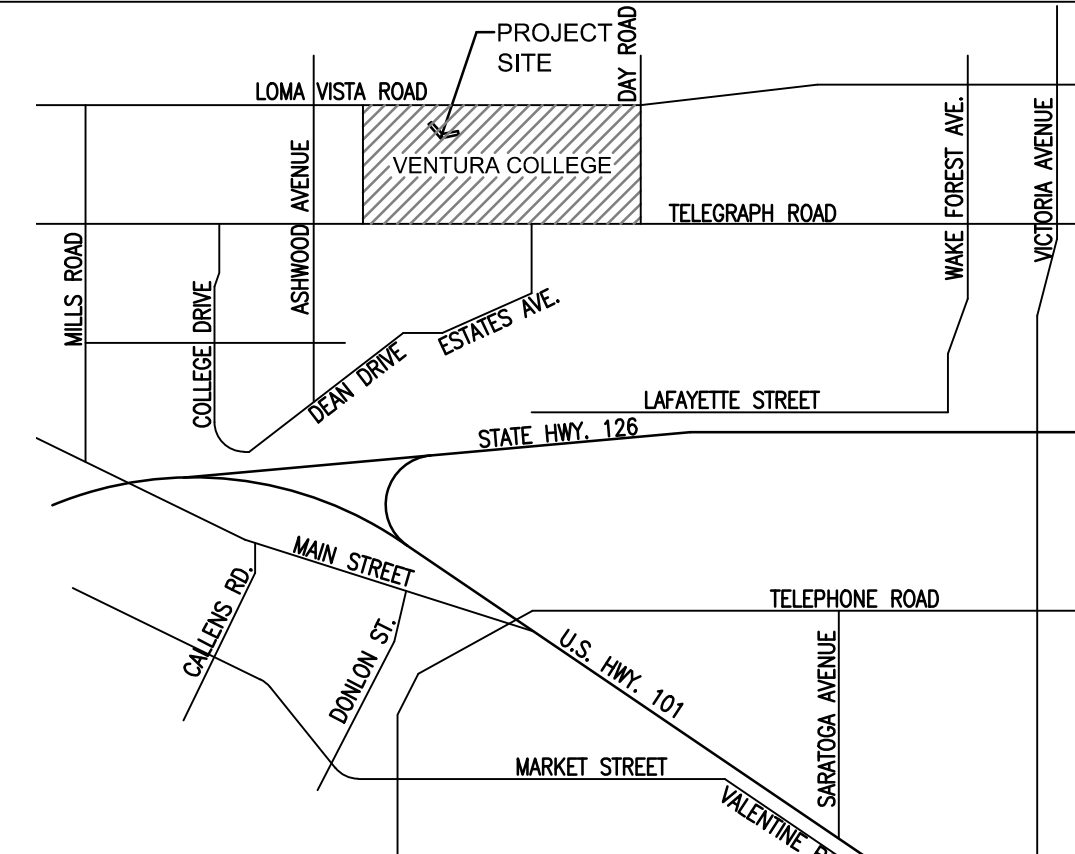 PROJECT
SITE
DAY ROAD
LOMA VISTA ROAD
VENTURA COLLEGE
WAKE FOREST AVE.
VICTORIA AVENUE
ASHWOOD AVENUE
TELEGRAPH ROAD
MILLS ROAD
COLLEGE DRIVE
ESTATES AVE.
DEAN DRIVE
LAFAYETTE STREET
STATE HWY. 126
MAIN STREET
CALLENS RD.
DONLON ST.
TELEPHONE ROAD
U.S. HWY. 101
SARATOGA AVENUE
MARKET STREET
VALENTINE